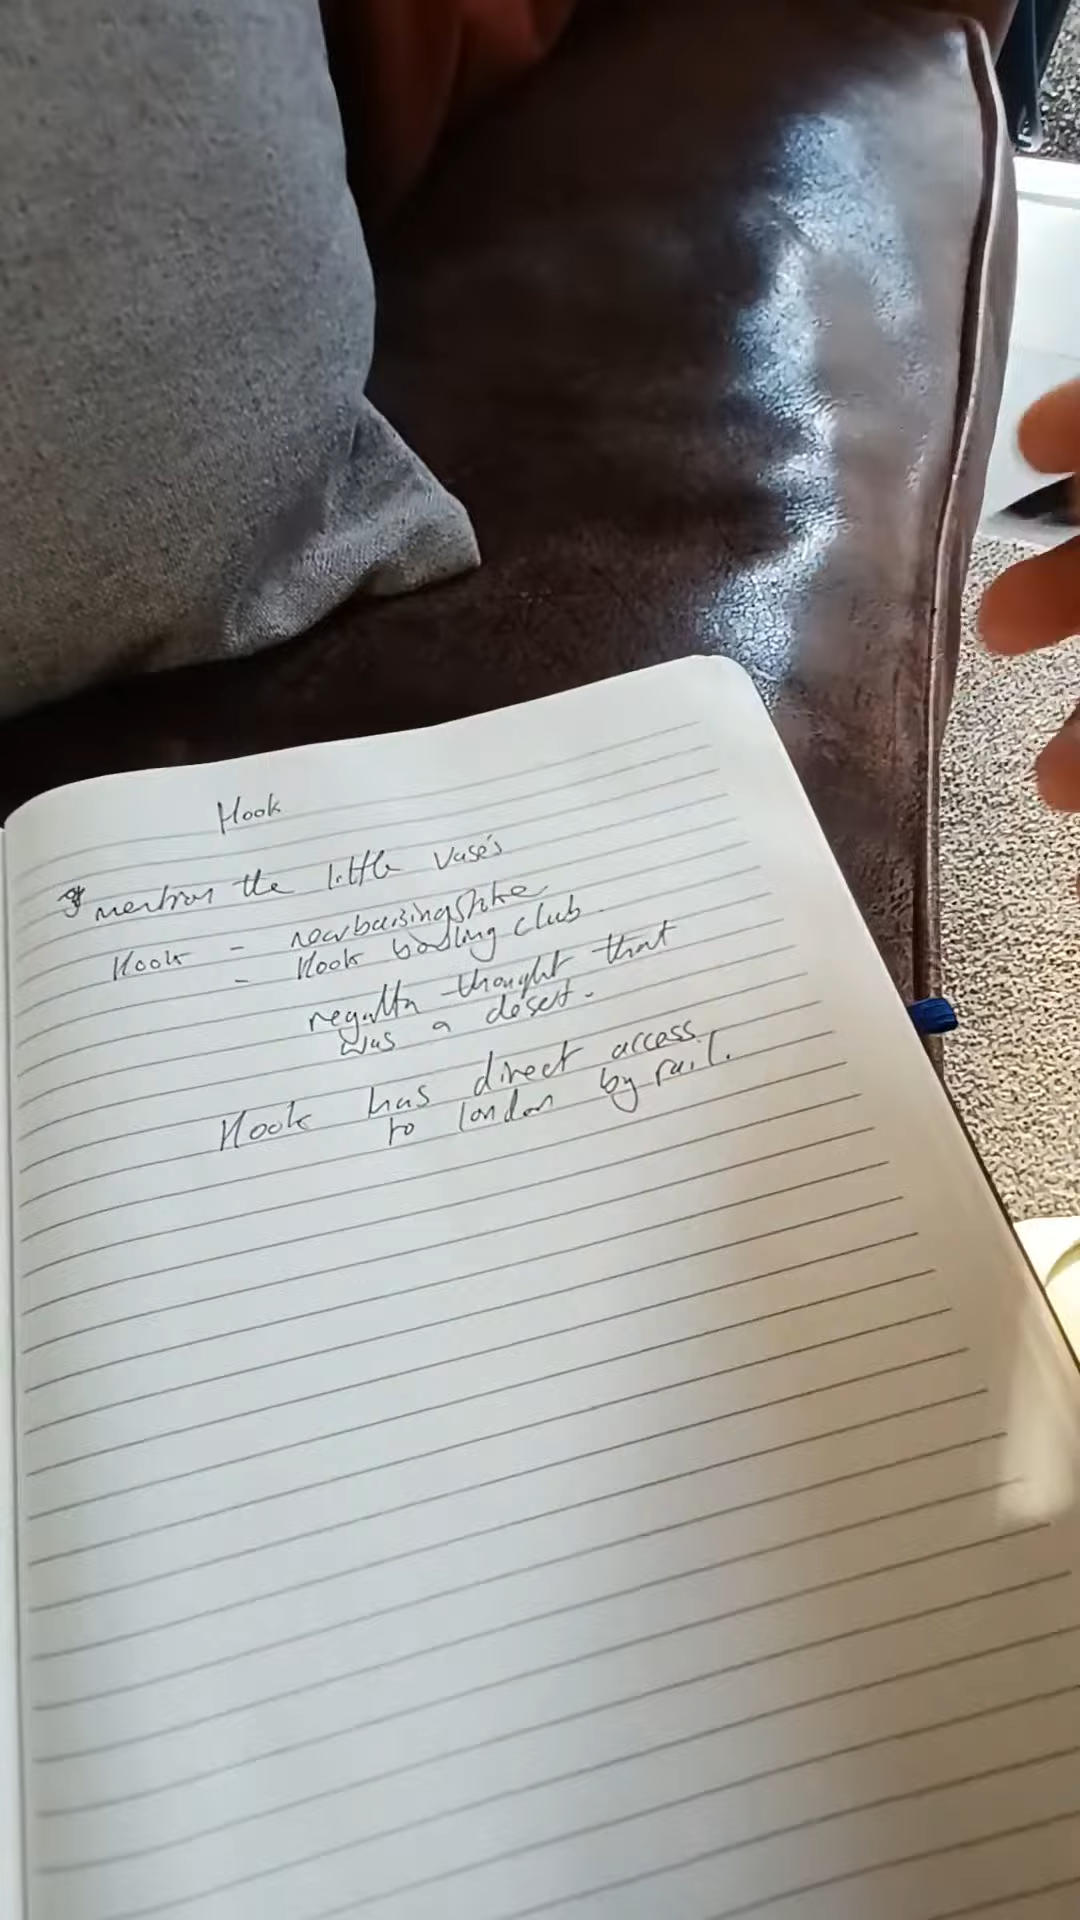 Hook
mention the little vase's
Hook - near basingstoke
- Hook bowling club.
regatta thought that
was a desert.
Hook has direct access
to london by rail.